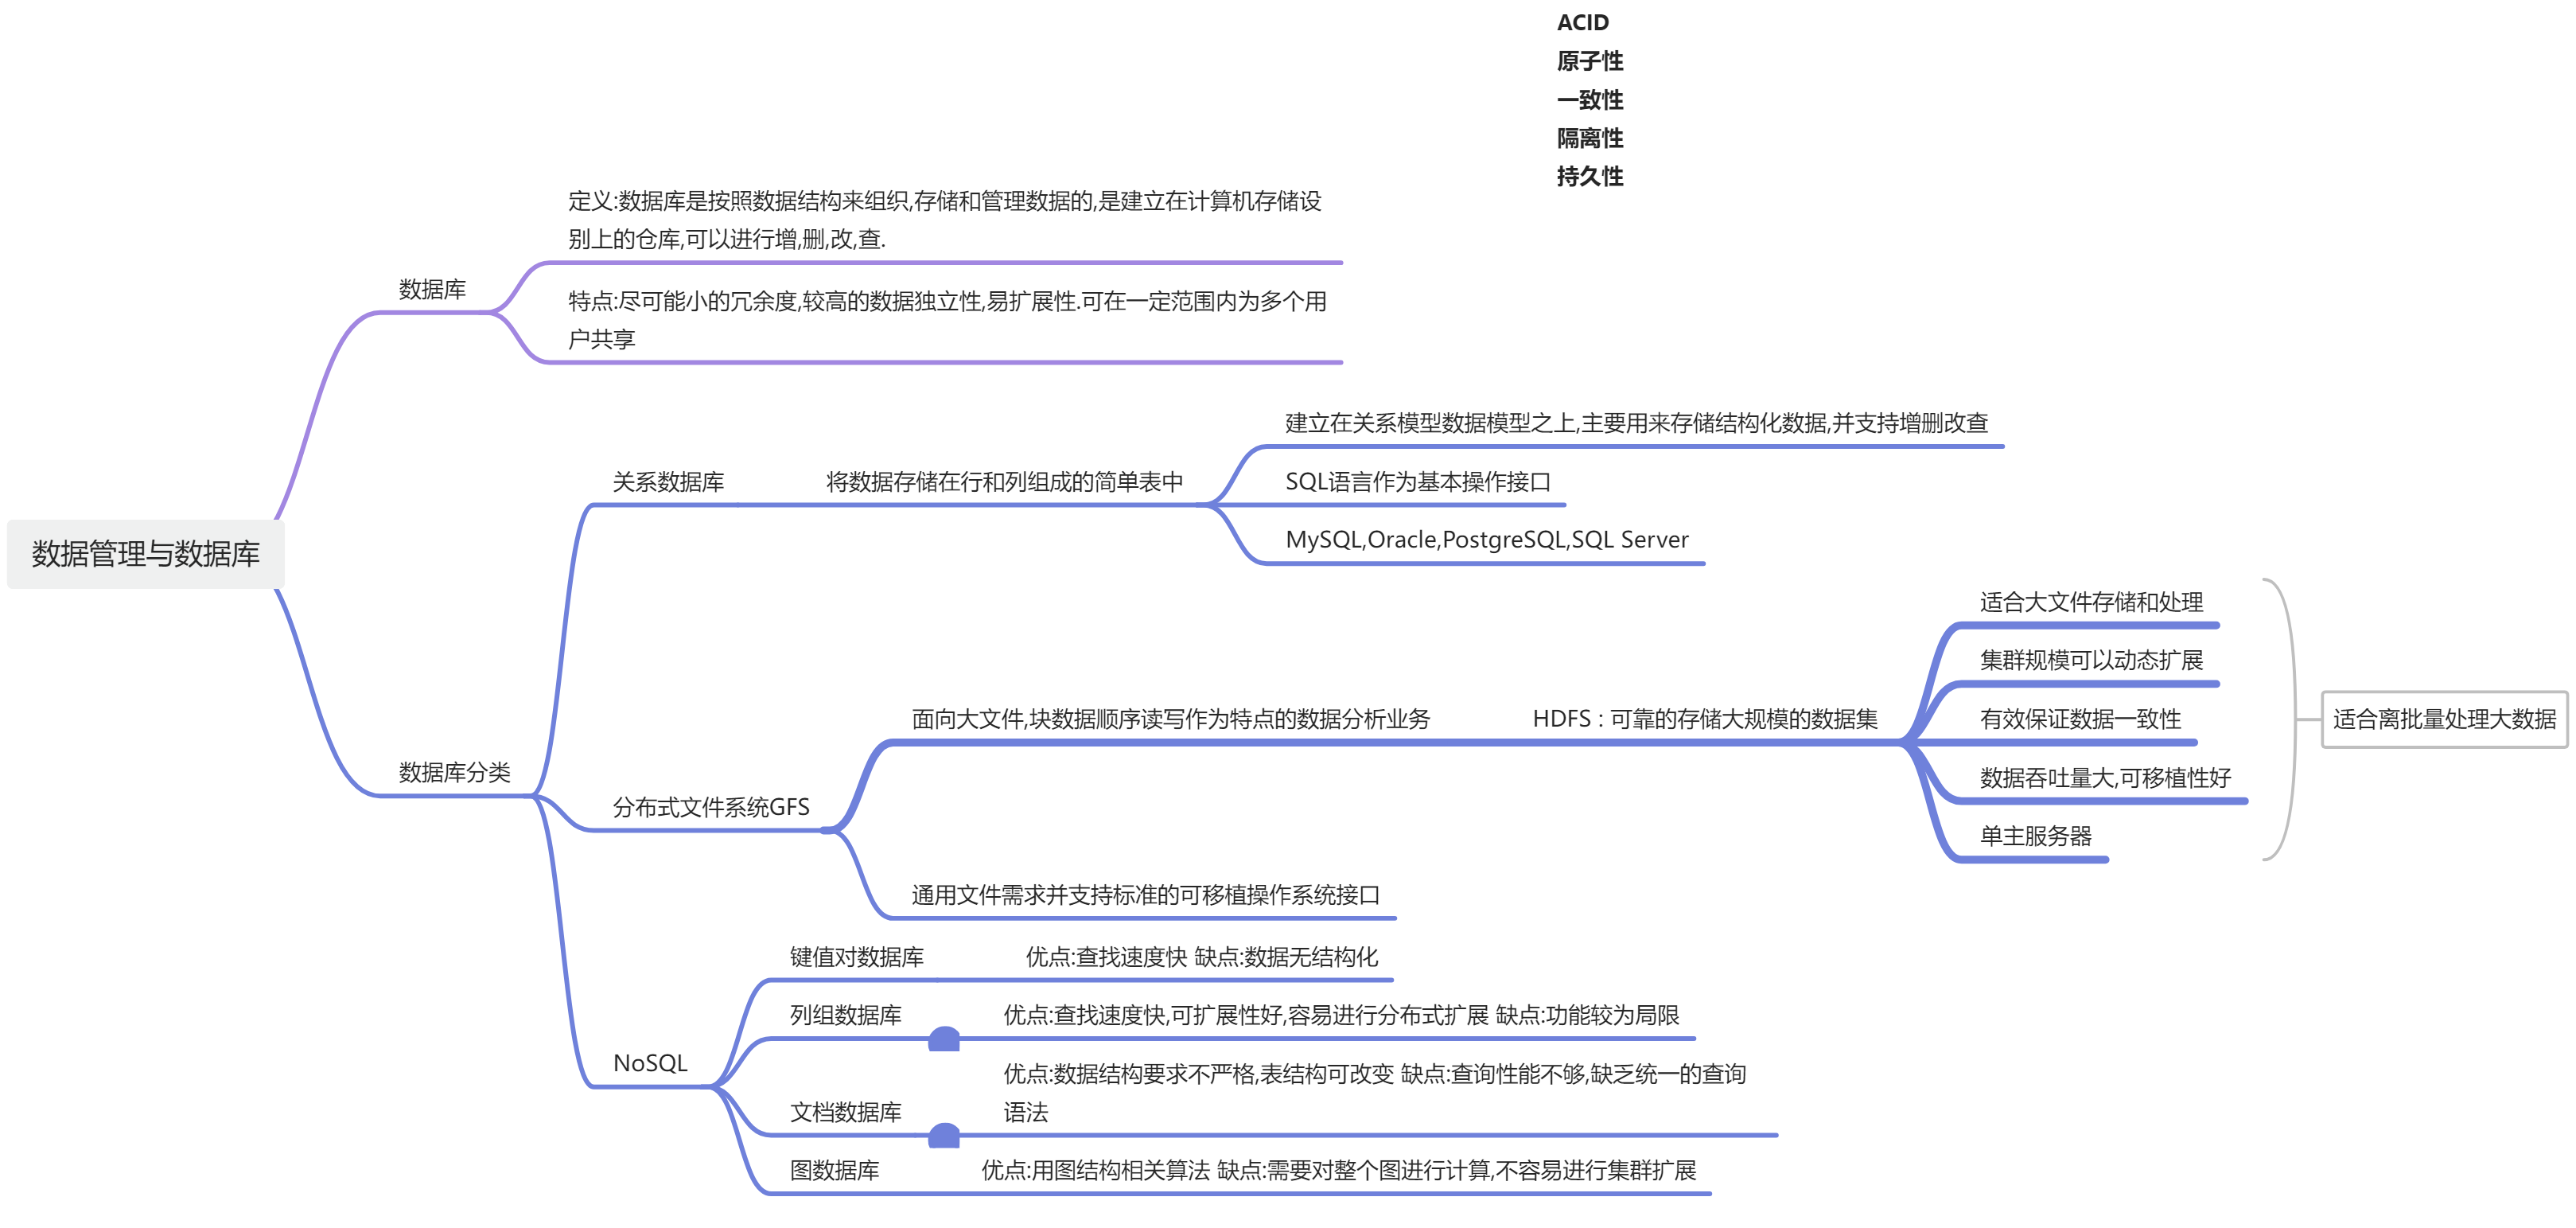 ACID
原子性
一致性
隔离性
持久性
数据管理与数据库
数据库
定义:数据库是按照数据结构来组织,存储和管理数据的,是建立在计算机存储设
别上的仓库,可以进行增,删,改,查.
特点:尽可能小的冗余度,较高的数据独立性,易扩展性.可在一定范围内为多个用
户共享
数据库分类
关系数据库
将数据存储在行和列组成的简单表中
建立在关系模型数据模型之上,主要用来存储结构化数据,并支持增删改查
SQL语言作为基本操作接口
MySQL,Oracle,PostgreSQL,SQL Server
分布式文件系统GFS
面向大文件,块数据顺序读写作为特点的数据分析业务
HDFS : 可靠的存储大规模的数据集
适合大文件存储和处理
集群规模可以动态扩展
有效保证数据一致性
数据吞吐量大,可移植性好
单主服务器
适合离批量处理大数据
通用文件需求并支持标准的可移植操作系统接口
NoSQL
键值对数据库
优点:查找速度快 缺点:数据无结构化
列组数据库
优点:查找速度快,可扩展性好,容易进行分布式扩展 缺点:功能较为局限
文档数据库
优点:数据结构要求不严格,表结构可改变 缺点:查询性能不够,缺乏统一的查询
语法
图数据库
优点:用图结构相关算法 缺点:需要对整个图进行计算,不容易进行集群扩展